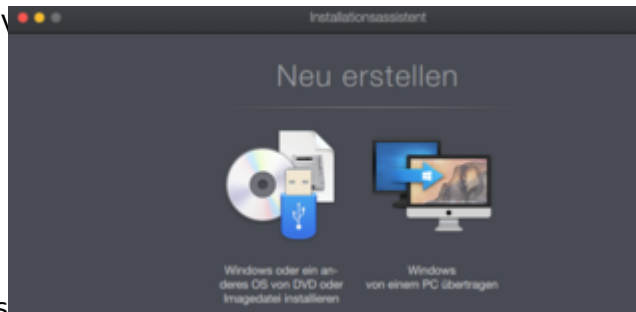 Installationsassistent
Neu erstellen
Windows oder ein an-
deres OS von DVD oder
Imagedatei installieren
Windows
von einem PC übertragen
s